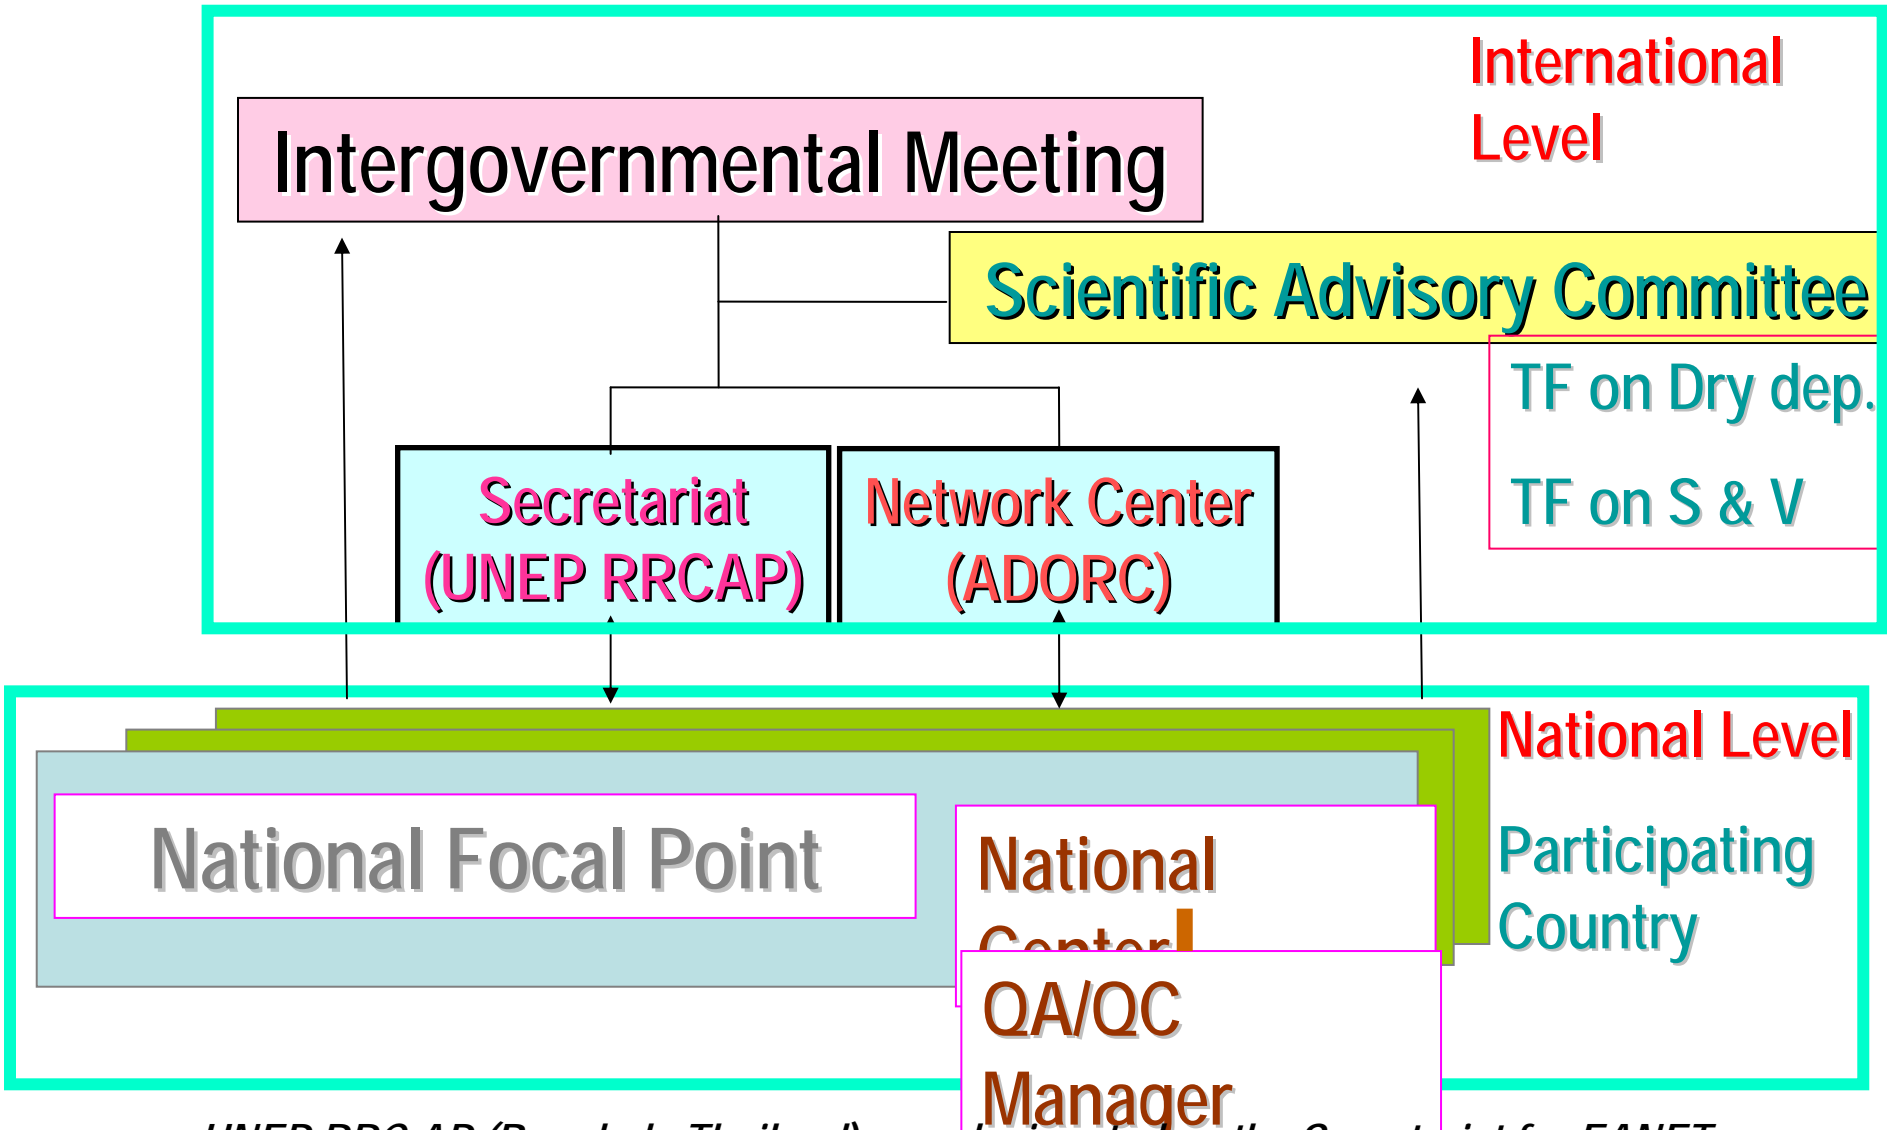 International
Level
Intergovernmental Meeting
Scientific Advisory Committee
TF on Dry dep.
TF on S & V
Secretariat
(UNEP RRCAP)
Network Center
(ADORC)
National Level
Participating
Country
National Focal Point
National
Center
QA/QC
Manager